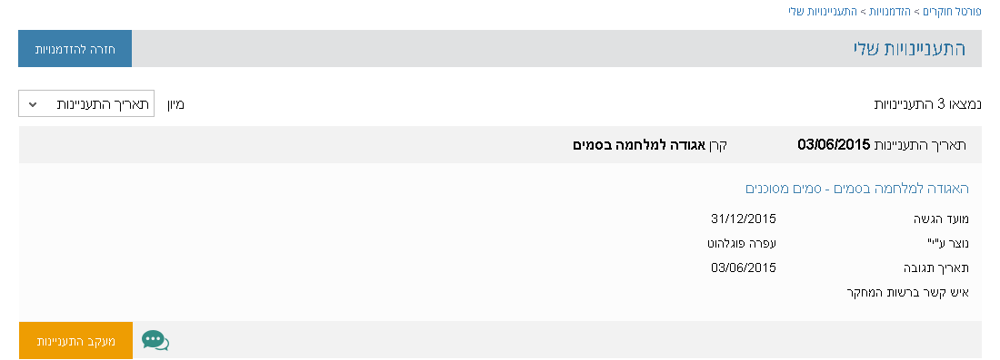 פורטל חוקרים > הזדמנויות > התעניינויות שלי
התעניינויות שלי
חזרה להזדמנויות
נמצאו 3 התעניינויות
מיון תאריך התעניינות
תאריך התעניינות 03/06/2015 קרן אגודה למלחמה בסמים
האגודה למלחמה בסמים - סמים מסוכנים
מועד הגשה 31/12/2015
נוצר ע"י" עפרה פוגלהוט
תאריך תגובה 03/06/2015
איש קשר ברשות המחקר
מעקב התעניינות